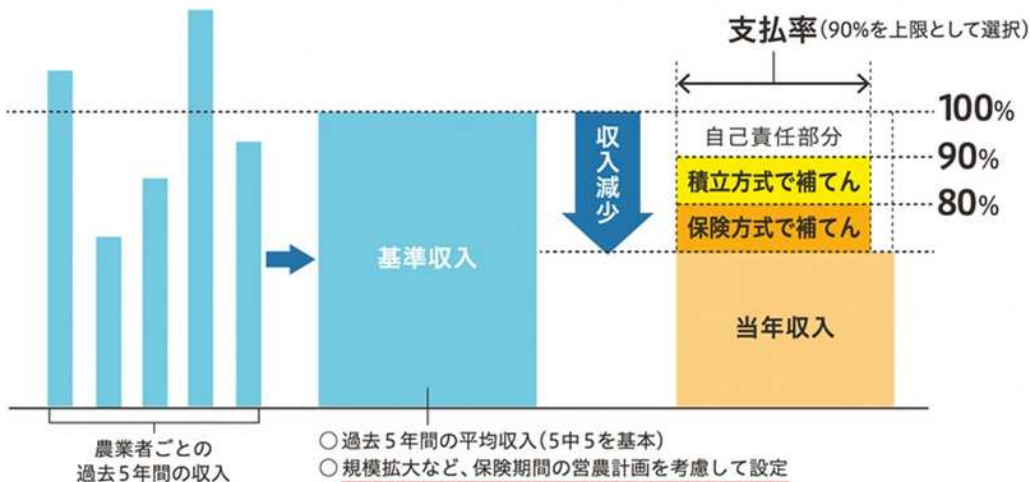 支払率(90%を上限として選択)
100%
自己責任部分
90%
積立方式で補てん
80%
保険方式で補てん
収入減少
基準収入
当年収入
農業者ごとの
過去5年間の収入
○過去5年間の平均収入(5中5を基本)
○規模拡大など、保険期間の営農計画を考慮して設定